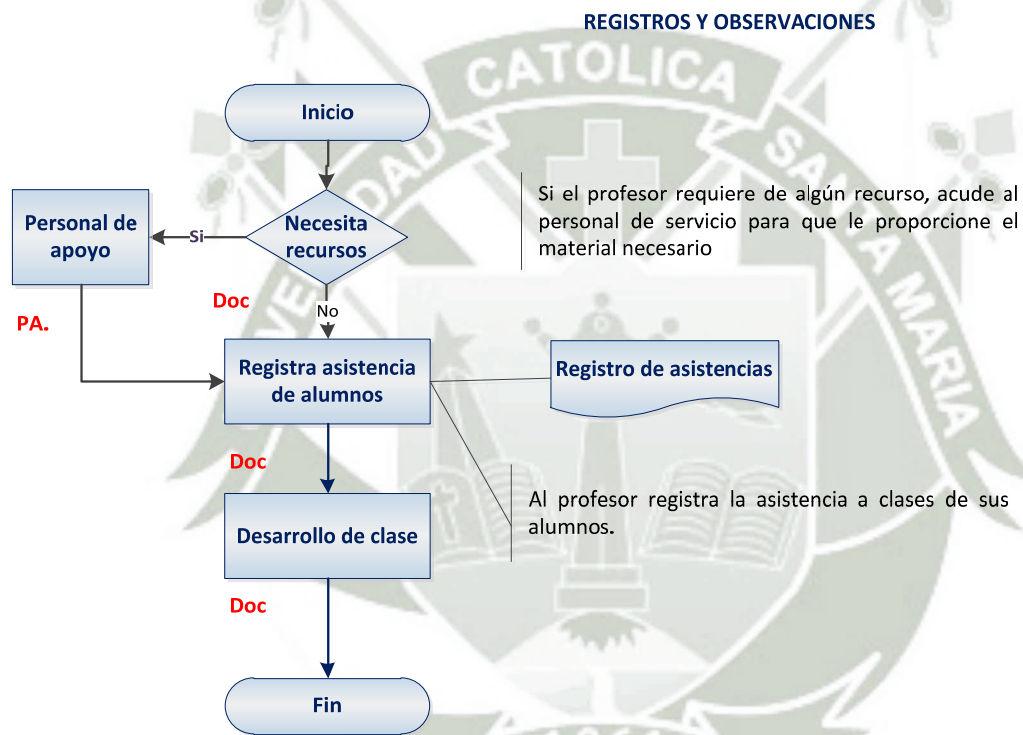 REGISTROS Y OBSERVACIONES
CATOLICA
SANTA MARIA
Inicio
Si el profesor requiere de algún recurso, acude al
personal de servicio para que le proporcione el
material necesario
Necesita
recursos
Si
Personal de
apoyo
Doc
No
PA.
Registra asistencia
de alumnos
Registro de asistencias
Doc
Al profesor registra la asistencia a clases de sus
alumnos.
Desarrollo de clase
Doc
Fin